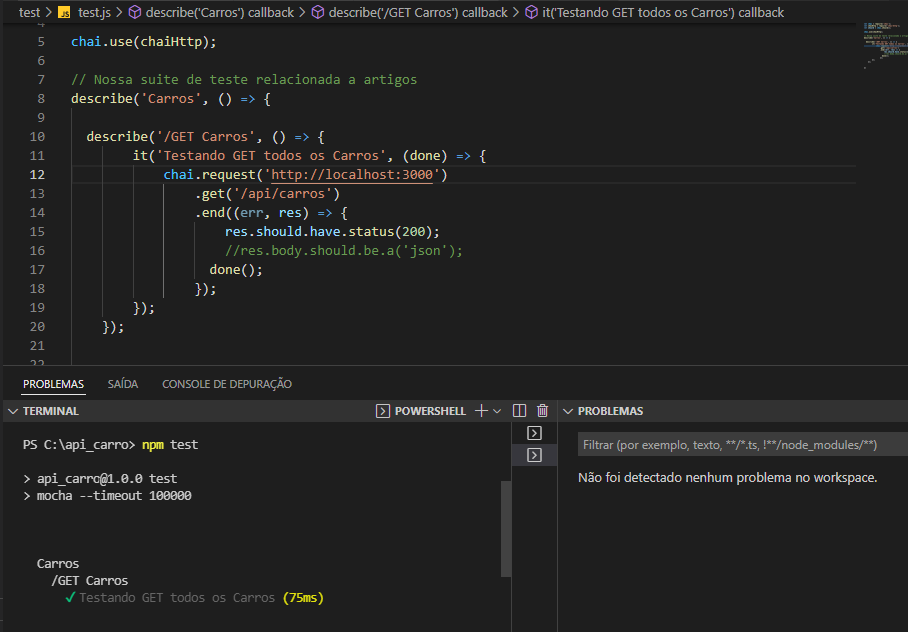 test > JS test.js > describe('Carros') callback > describe('/GET Carros') callback > it('Testando GET todos os Carros') callback
4
5 chai.use(chaiHttp);
6
7 // Nossa suite de teste relacionada a artigos
8 describe('Carros', () => {
9
10 describe('/GET Carros', () => {
11 it('Testando GET todos os Carros', (done) => {
12 chai.request('http://localhost:3000')
13 .get('/api/carros')
14 .end((err, res) => {
15 res.should.have.status(200);
16 //res.body.should.be.a('json');
17 done();
18 });
19 });
20 });
21
22
PROBLEMAS SAÍDA CONSOLE DE DEPURAÇÃO
TERMINAL POWERSHELL
PS C:\api_carro> npm test
> api_carro@1.0.0 test
> mocha --timeout 100000
Carros
/GET Carros
✓ Testando GET todos os Carros (75ms)
PROBLEMAS
Filtrar (por exemplo, texto, **/*.ts, !**/node_modules/**)
Não foi detectado nenhum problema no workspace.